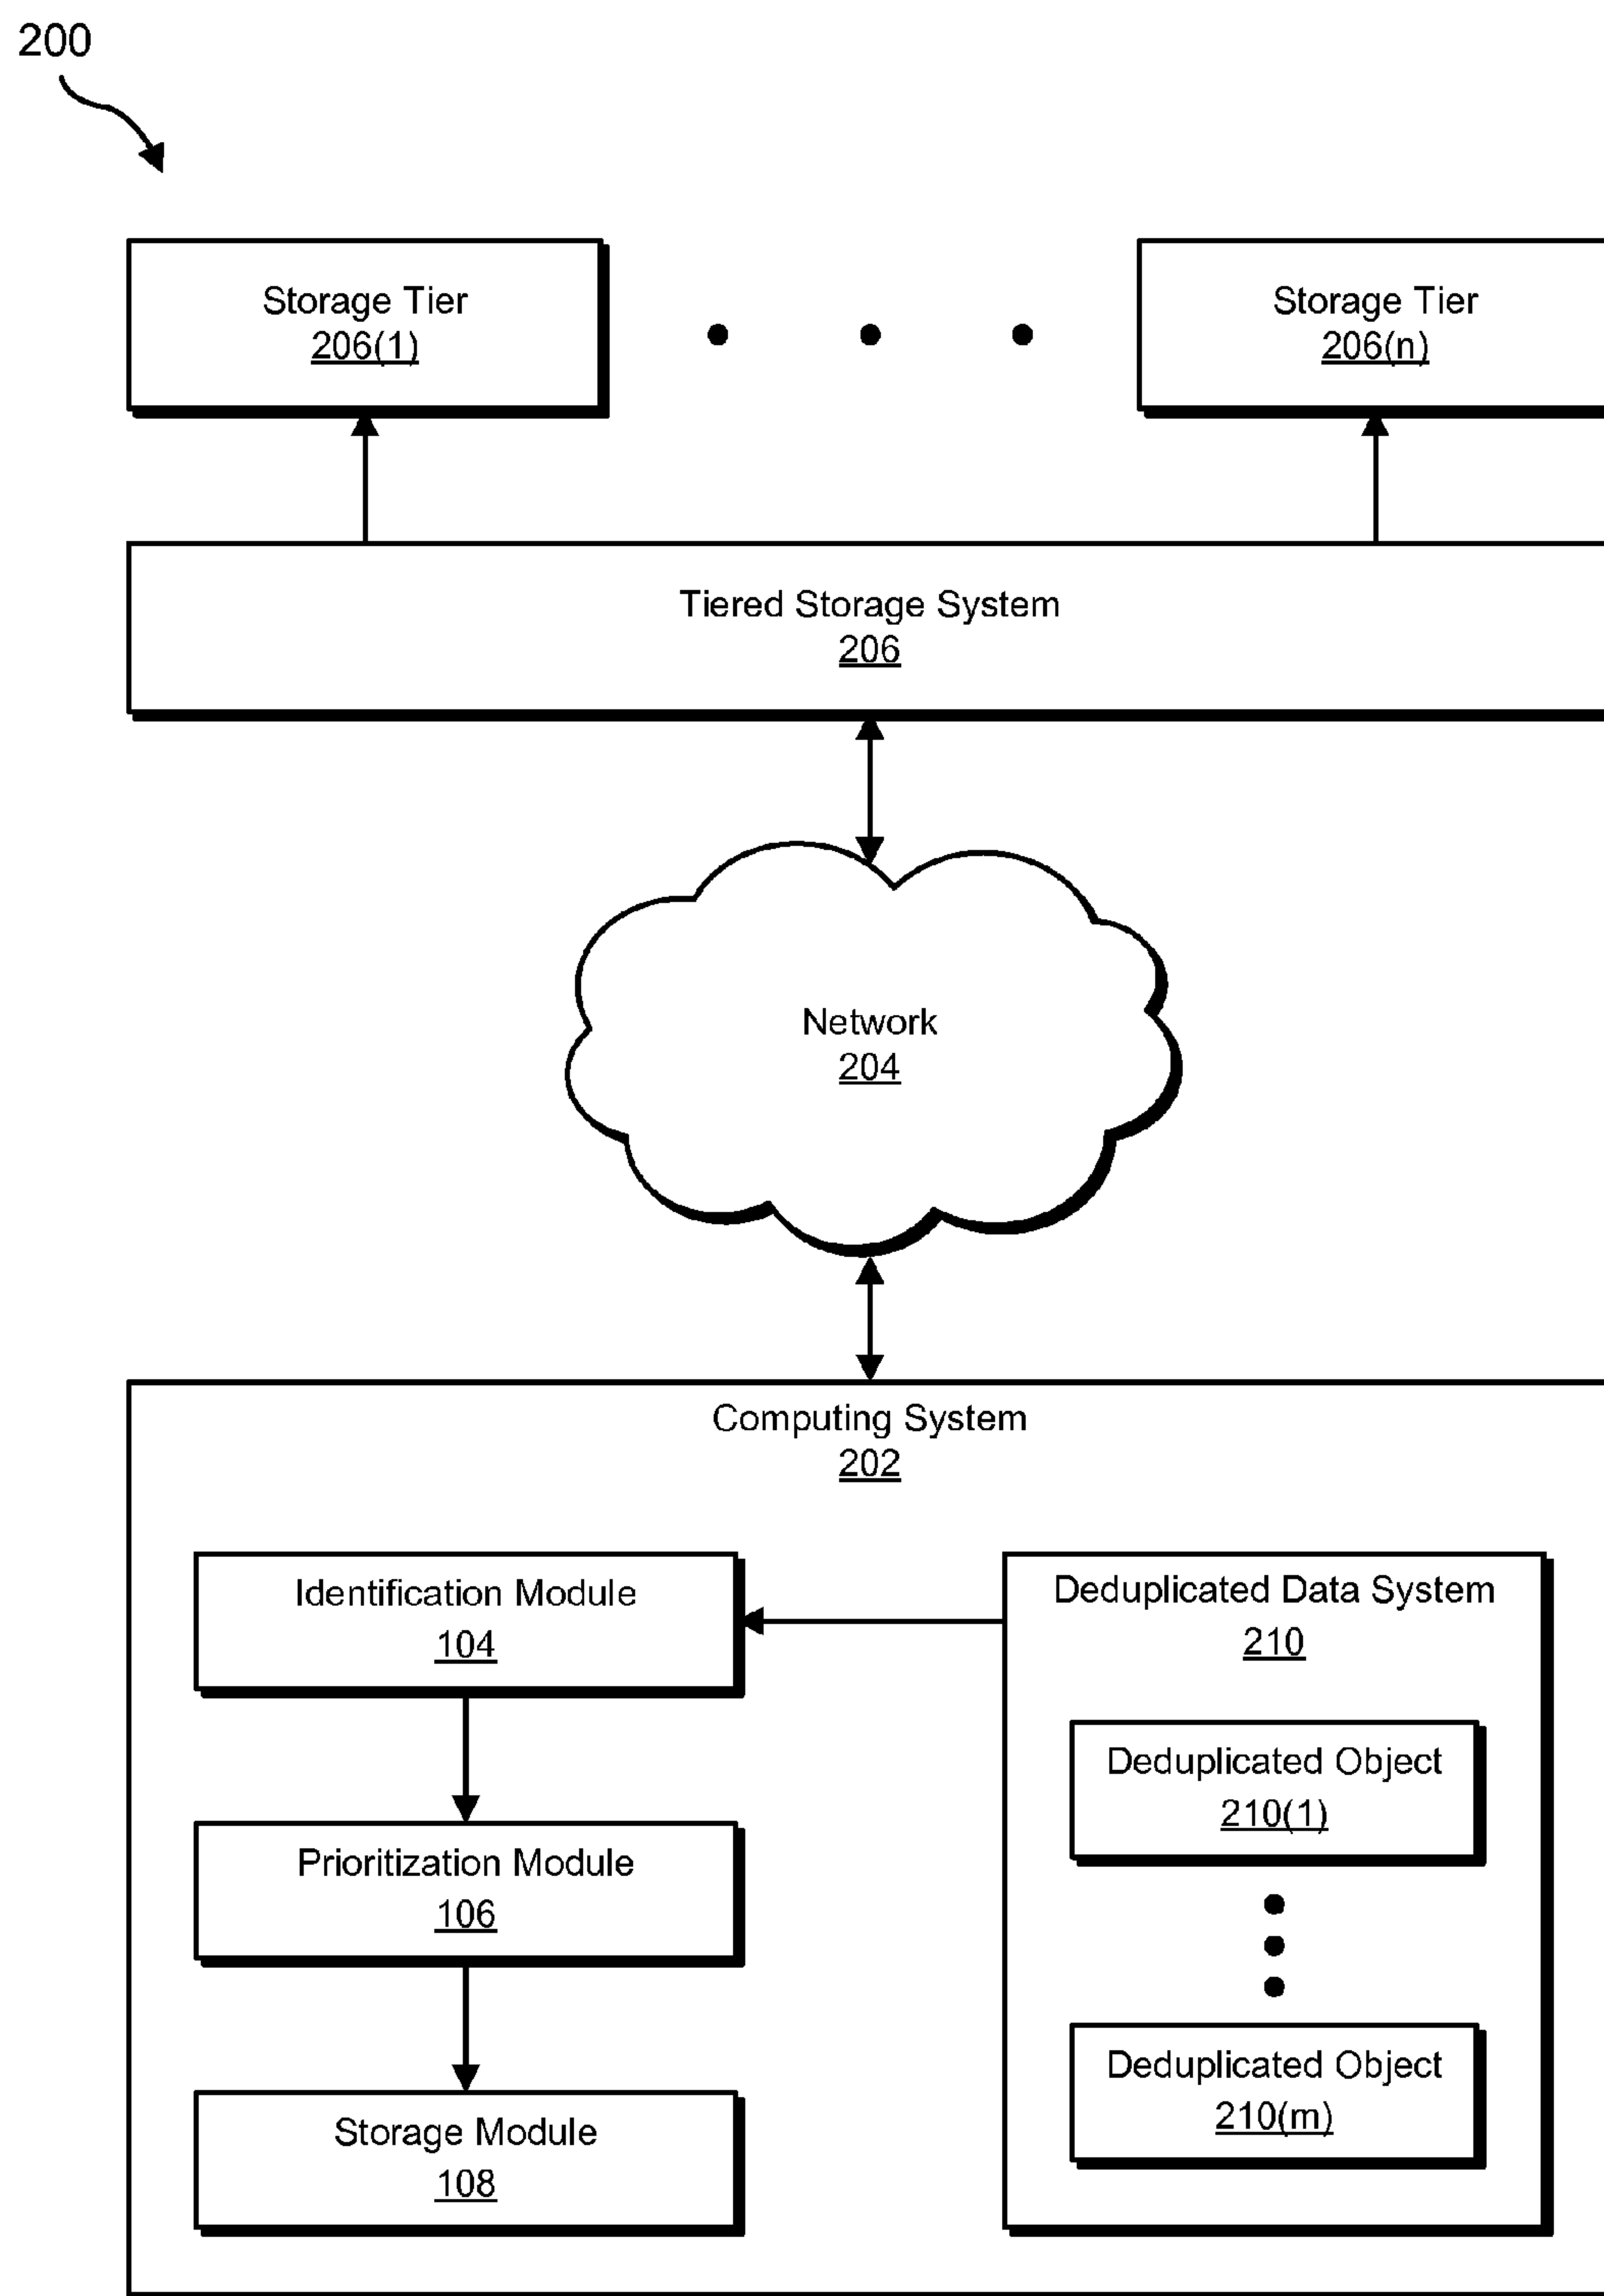 200
Storage Tier
206(1)
Storage Tier
206(n)
Tiered Storage System
206
Network
204
Computing System
202
Identification Module
104
Deduplicated Data System
210
Deduplicated Object
210(1)
Prioritization Module
106
Deduplicated Object
210(m)
Storage Module
108